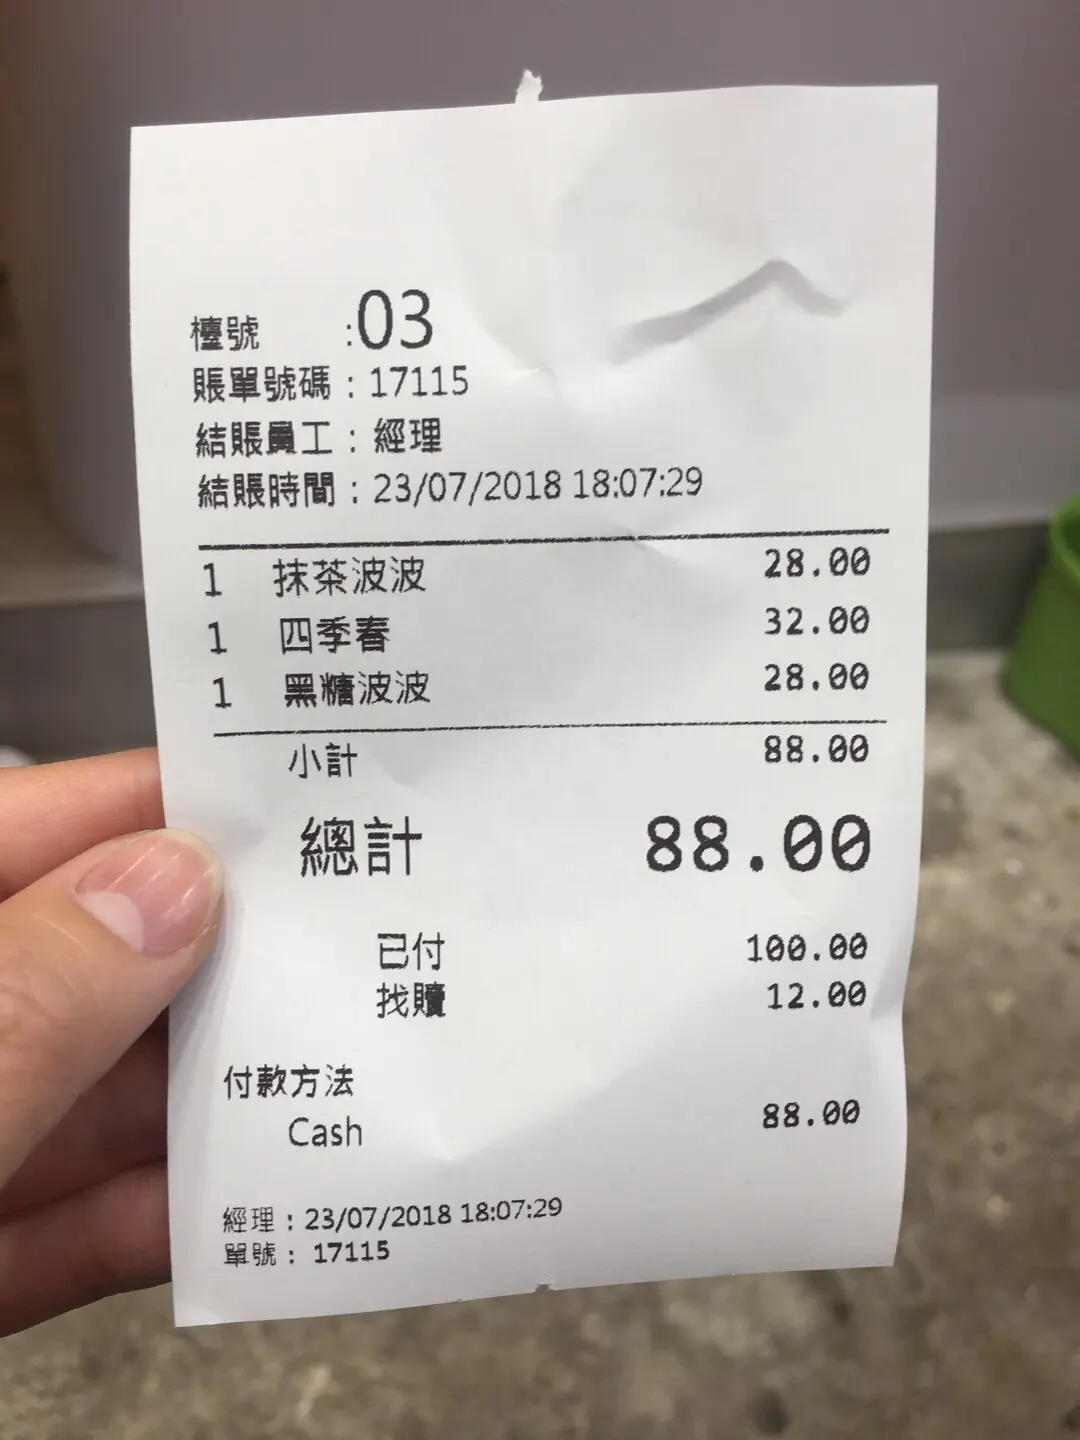 檯號 :03
賬單號碼 : 17115
結賬員工 : 經理
結賬時間 : 23/07/2018 18:07:29
1 抹茶波波 28.00
1 四季春 32.00
1 黑糖波波 28.00
小計 88.00
總計 88.00
已付 100.00
找贖 12.00
付款方法
Cash 88.00
經理 : 23/07/2018 18:07:29
單號 : 17115